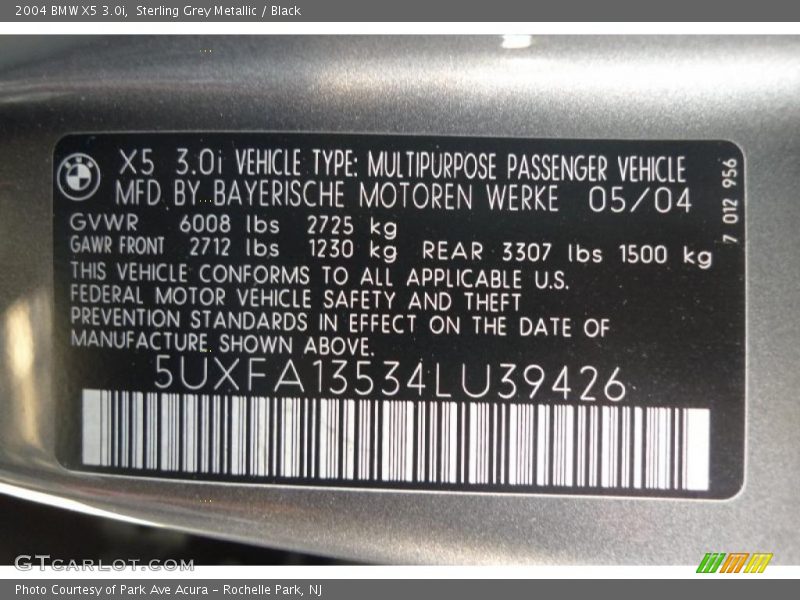 2004 BMW X5 3.0i,  Sterling Grey Metallic / Black
X5 3.0i VEHICLE TYPE: MULTIPURPOSE PASSENGER VEHICLE
MFD. BY BAYERISCHE MOTOREN WERKE 05/04
GVWR 6008 lbs 2725 kg
GAWR FRONT 2712 lbs 1230 kg REAR 3307 lbs 1500 kg
THIS VEHICLE CONFORMS TO ALL APPLICABLE U.S.
FEDERAL MOTOR VEHICLE SAFETY AND THEFT
PREVENTION STANDARDS IN EFFECT ON THE DATE OF
MANUFACTURE SHOWN ABOVE.
5UXFA13534LU39426
7 012 956
GTCARLOT.COM
Photo Courtesy of Park Ave Acura - Rochelle Park, NJ